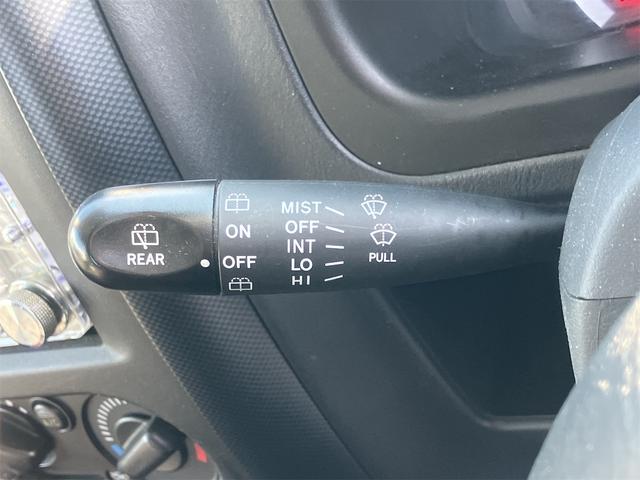 REAR
ON
OFF
MIST
OFF
INT
LO
HI
PULL